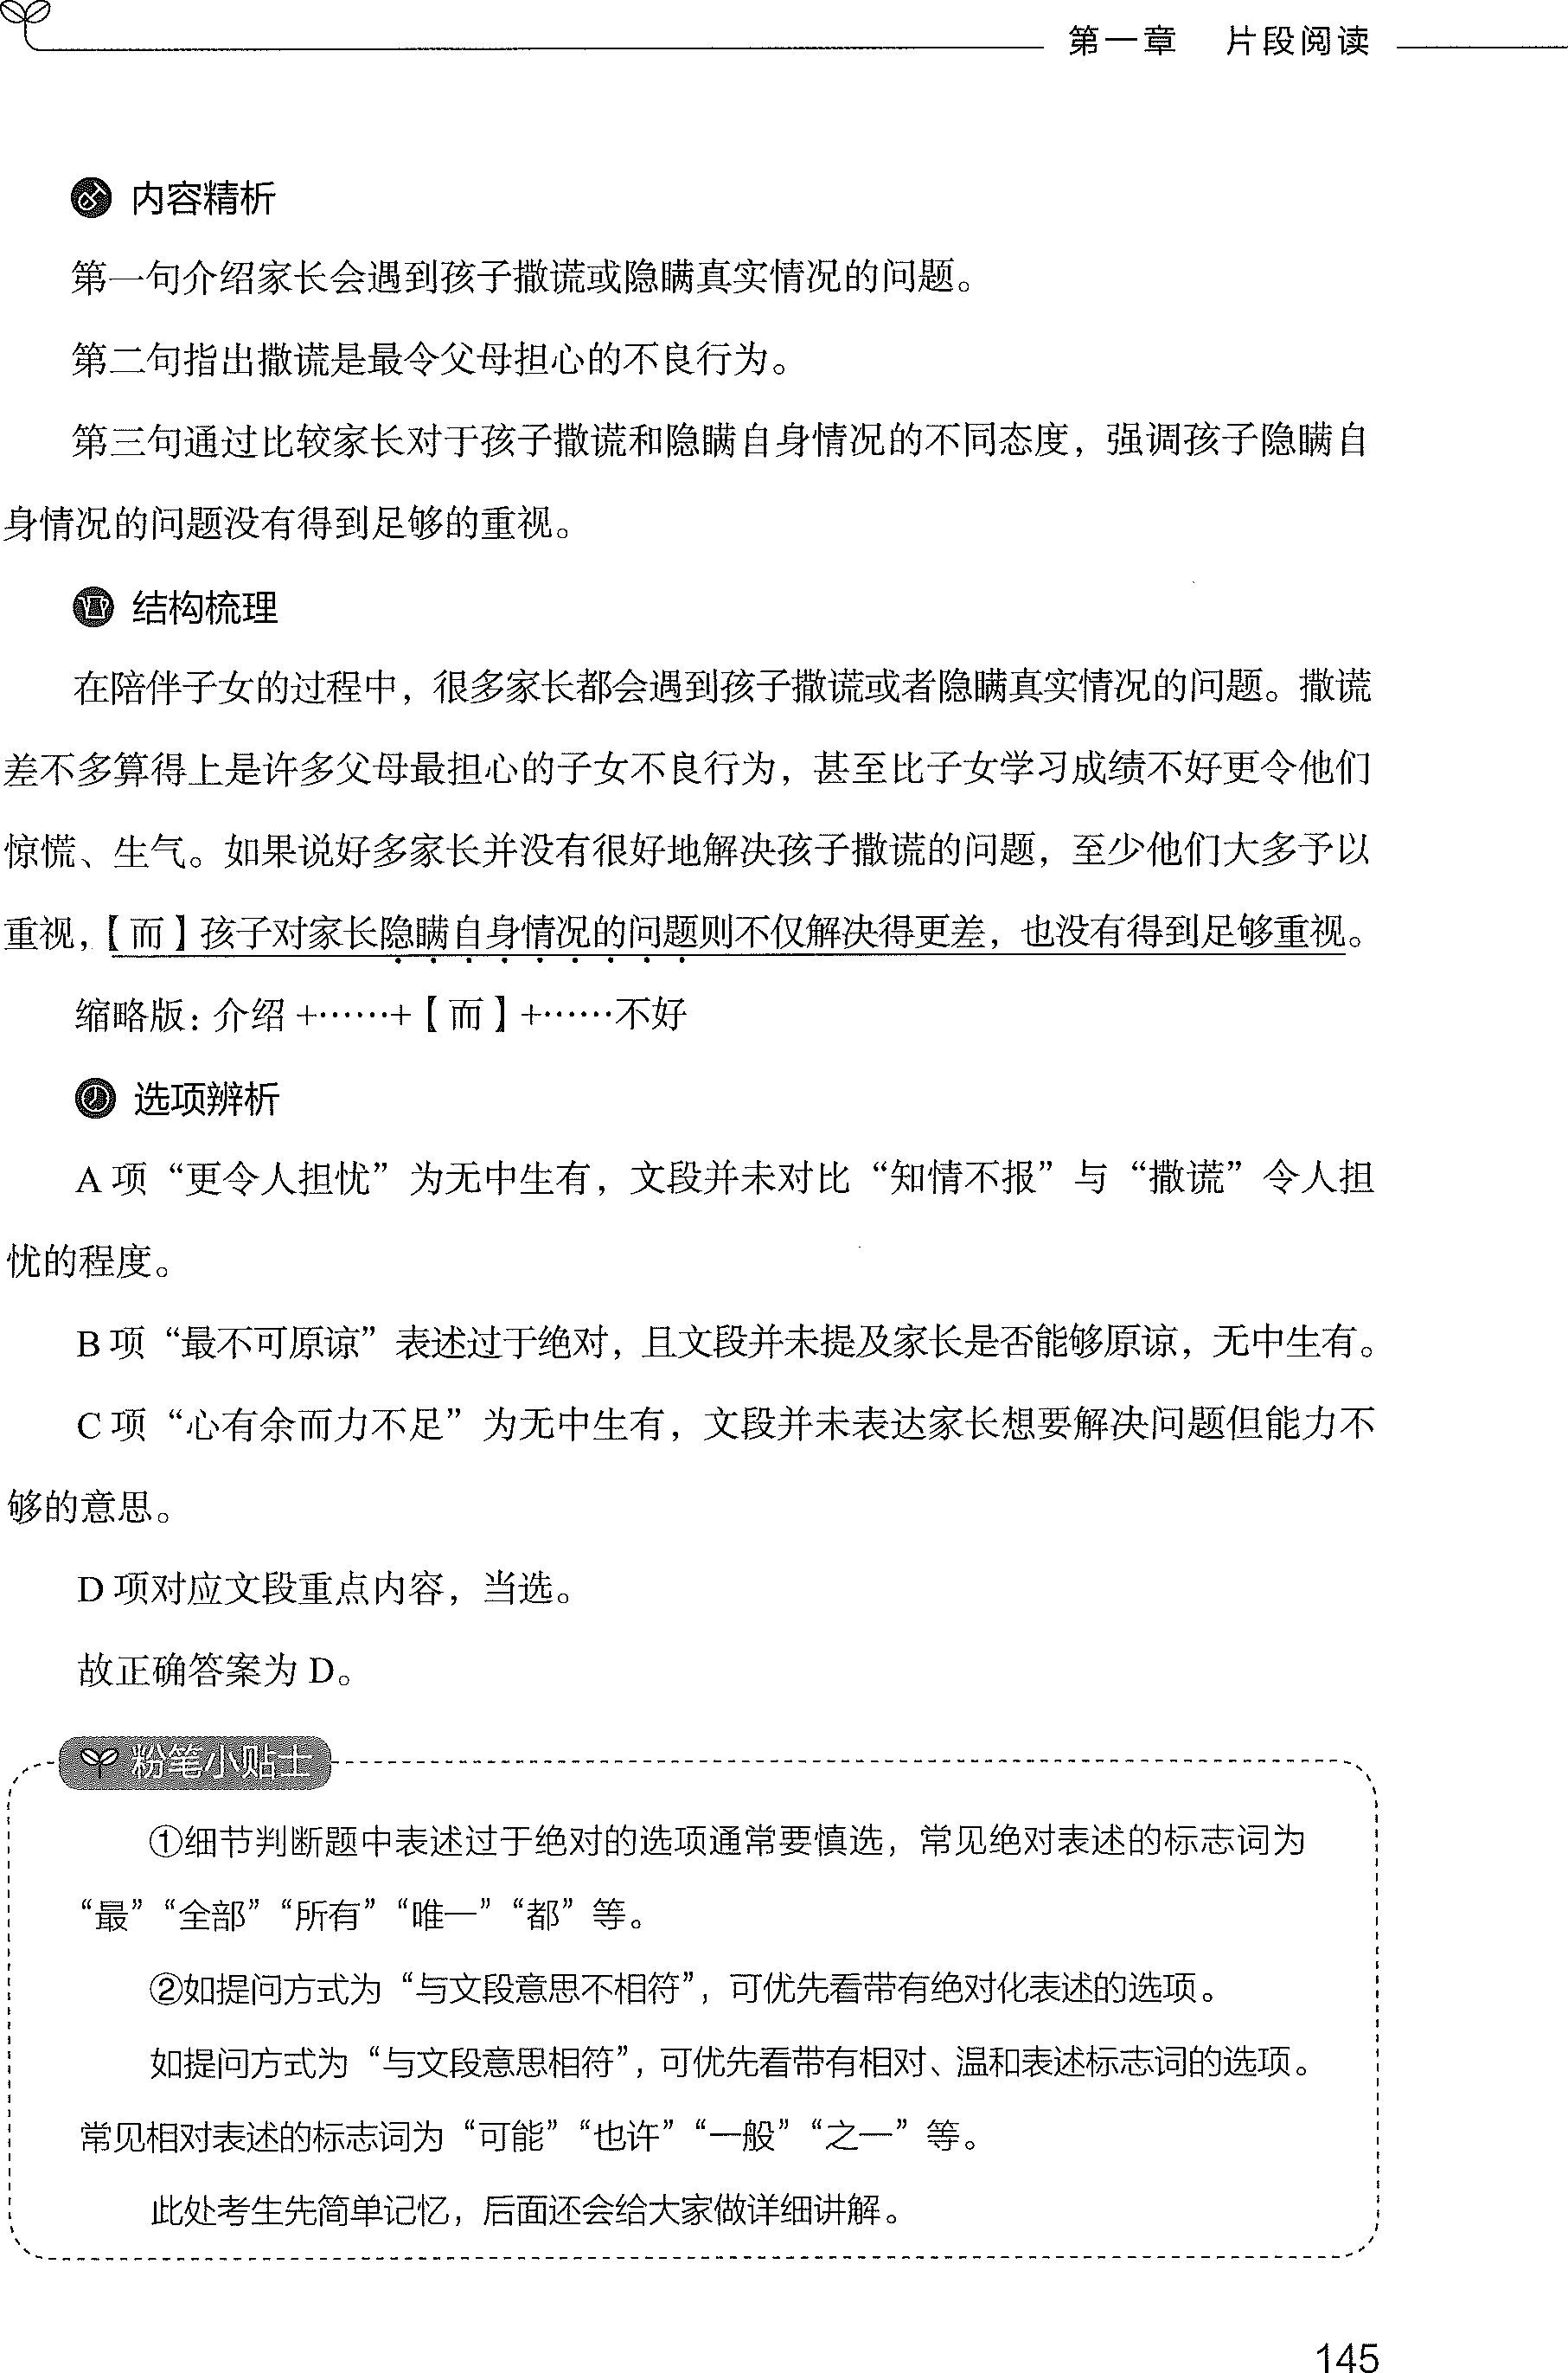 第一章 片段阅读
内容精析
第一句介绍家长会遇到孩子撒谎或隐瞒真实情况的问题。
第二句指出撒谎是最令父母担心的不良行为。
第三句通过比较家长对于孩子撒谎和隐瞒自身情况的不同态度，强调孩子隐瞒自
身情况的问题没有得到足够的重视。
结构梳理
在陪伴子女的过程中，很多家长都会遇到孩子撒谎或者隐瞒真实情况的问题。撒谎
差不多算得上是许多父母最担心的子女不良行为，甚至比子女学习成绩不好更令他们
惊慌、生气。如果说好多家长并没有很好地解决孩子撒谎的问题，至少他们大多予以
重视，【而】孩子对家长隐瞒自身情况的问题则不仅解决得更差，也没有得到足够重视。
缩略版：介绍+……+【而】+……不好
选项辨析
A 项“更令人担忧”为无中生有，文段并未对比“知情不报”与“撒谎”令人担
忧的程度。
B 项“最不可原谅”表述过于绝对，且文段并未提及家长是否能够原谅，无中生有。
C 项“心有余而力不足”为无中生有，文段并未表达家长想要解决问题但能力不
够的意思。
D 项对应文段重点内容，当选。
故正确答案为 D。
粉笔小贴士
①细节判断题中表述过于绝对的选项通常要慎选，常见绝对表述的标志词为
“最”“全部”“所有”“唯一”“都”等。
②如提问方式为“与文段意思不相符”，可优先看带有绝对化表述的选项。
如提问方式为“与文段意思相符”，可优先看带有相对、温和表述标志词的选项。
常见相对表述的标志词为“可能”“也许”“一般”“之一”等。
此处考生先简单记忆，后面还会给大家做详细讲解。
145